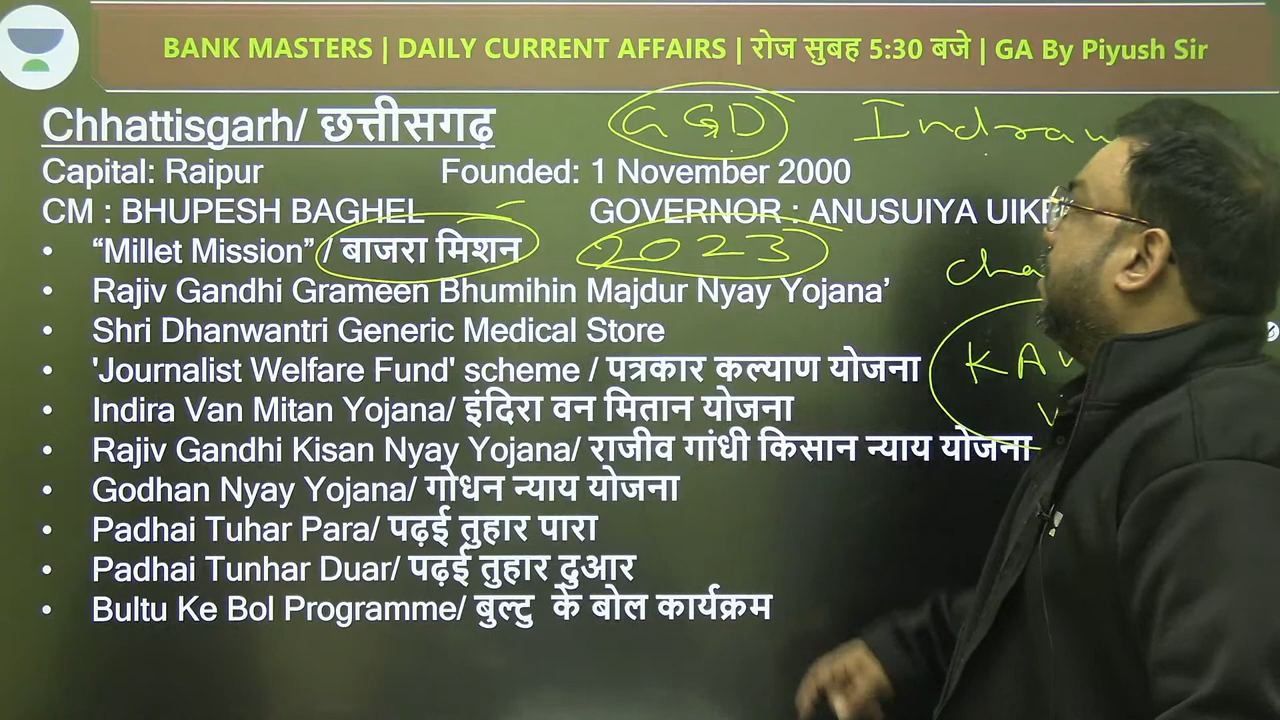 BANK MASTERS | DAILY CURRENT AFFAIRS | रोज सुबह 5:30 बजे | GA By Piyush Sir
Chhattisgarh/ छत्तीसगढ़
GGD
Capital: Raipur Founded: 1 November 2000
CM : BHUPESH BAGHEL GOVERNOR : ANUSUIYA
• “Millet Mission” / बाजरा मिशन 2023
• Rajiv Gandhi Grameen Bhumihin Majdur Nyay Yojana’
• Shri Dhanwantri Generic Medical Store
• 'Journalist Welfare Fund' scheme / पत्रकार कल्याण योजना
• Indira Van Mitan Yojana/ इंदिरा वन मितान योजना
• Rajiv Gandhi Kisan Nyay Yojana/ राजीव गांधी किसान न्याय योजना
• Godhan Nyay Yojana/ गोधन न्याय योजना
• Padhai Tuhar Para/ पढ़ई तुहार पारा
• Padhai Tunhar Duar/ पढ़ई तुहार दुआर
• Bultu Ke Bol Programme/ बुल्टु के बोल कार्यक्रम